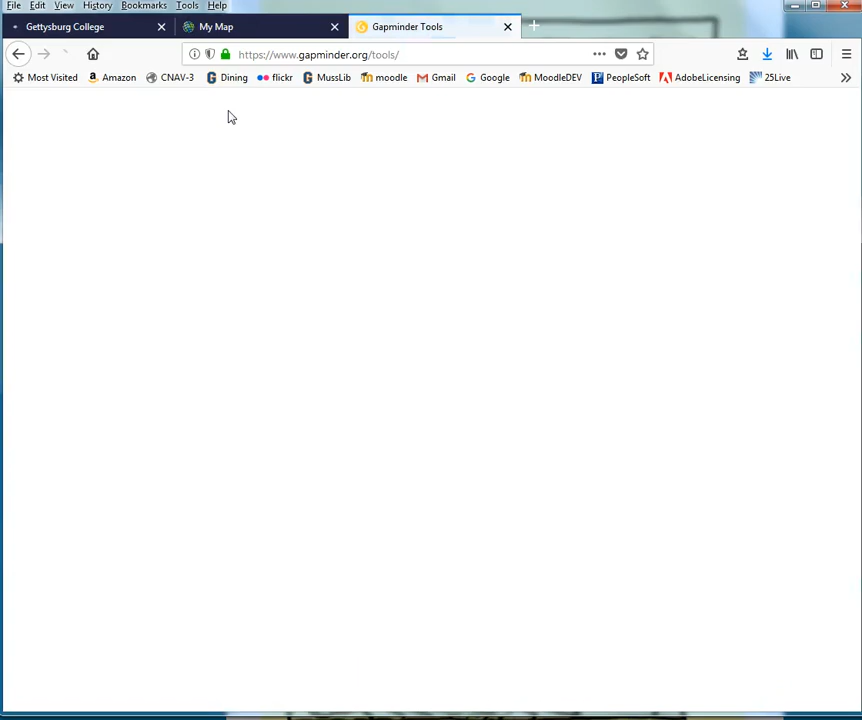 File Edit View History Bookmarks Tools Help
Gettysburg College My Map Gapminder Tools
https://www.gapminder.org/tools/
Most Visited Amazon CNAV-3 Dining flickr MussLib moodle Gmail Google MoodleDEV PeopleSoft AdobeLicensing 25Live